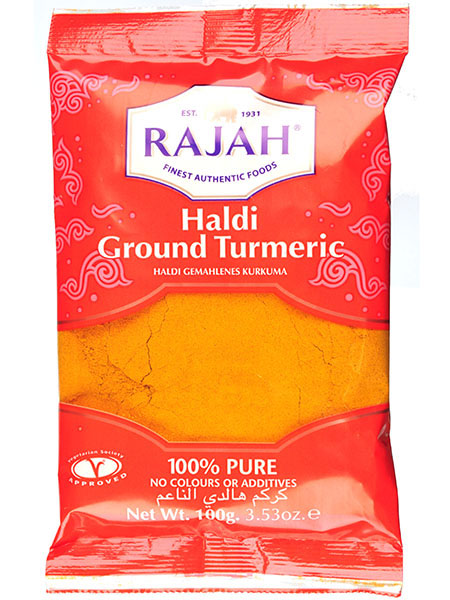 EST. 1931
RAJAH®
FINEST AUTHENTIC FOODS
Haldi
Ground Turmeric
HALDI GEMAHLENES KURKUMA
Vegetarian Society
V
APPROVED
100% PURE
NO COLOURS OR ADDITIVES
كركم هالدي الناعم
Net Wt. 100g. 3.53oz.℮